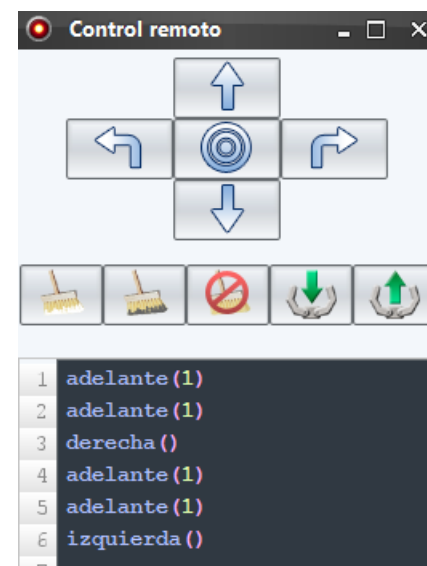 Control remoto
1 adelante(1)
2 adelante(1)
3 derecha()
4 adelante(1)
5 adelante(1)
6 izquierda()